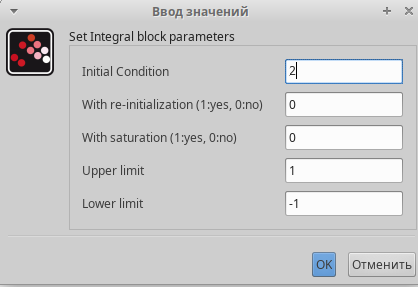 Ввод значений
Set Integral block parameters
Initial Condition 2
With re-initialization (1:yes, 0:no) 0
With saturation (1:yes, 0:no) 0
Upper limit 1
Lower limit -1
OK Отменить